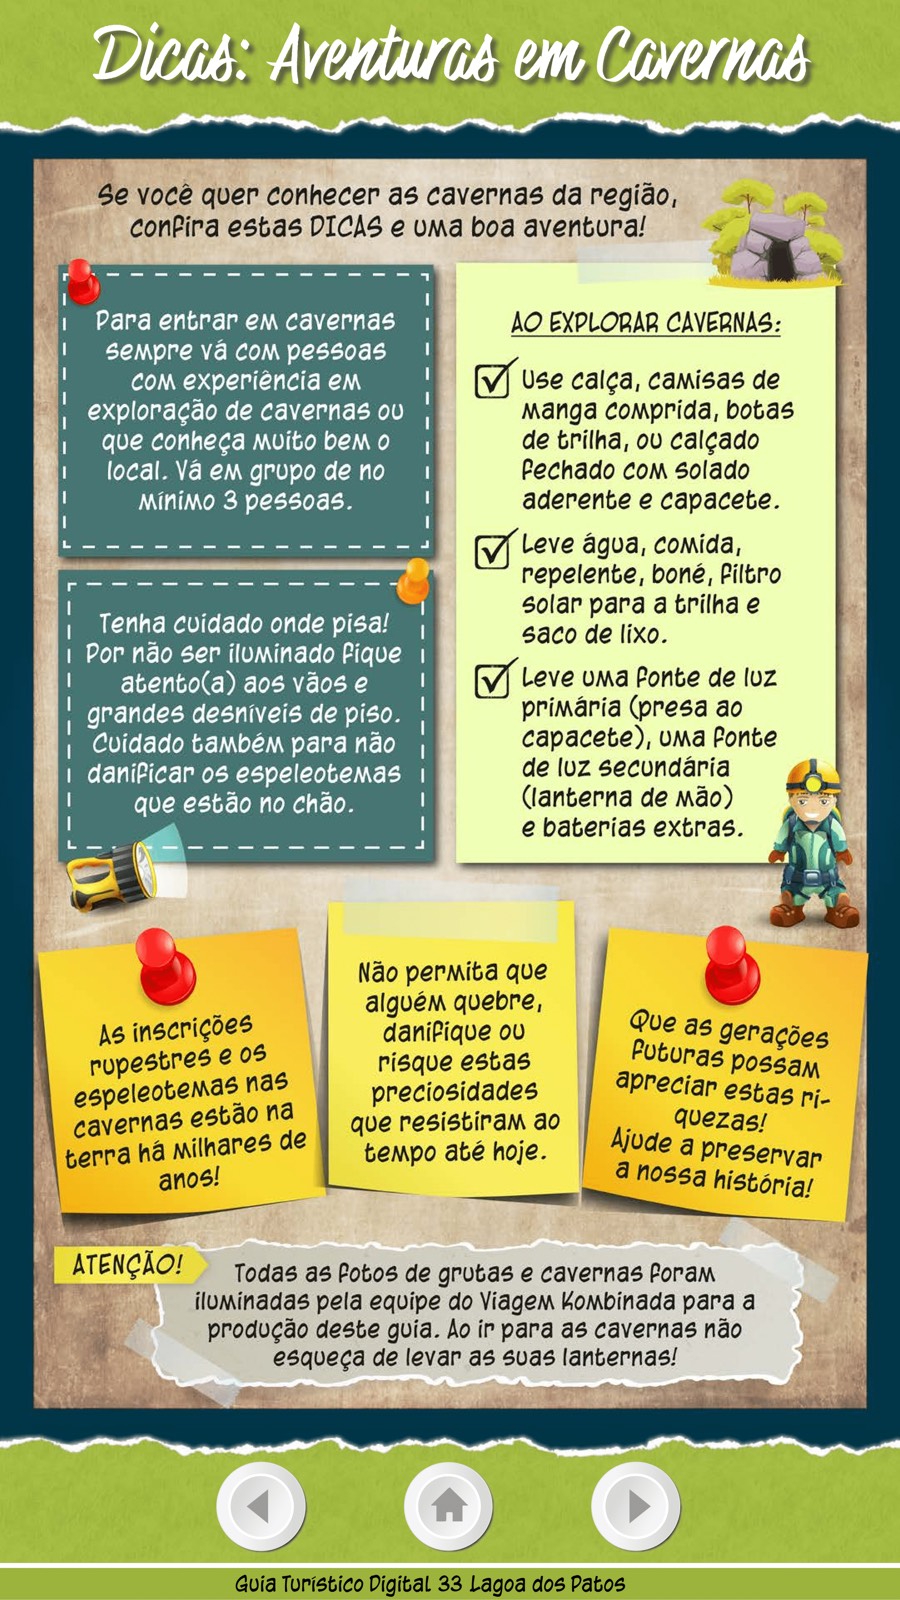 Dicas: Aventuras em Cavernas
Se você quer conhecer as cavernas da região,
confira estas DICAS e uma boa aventura!
Para entrar em cavernas
sempre vá com pessoas
com experiência em
exploração de cavernas ou
que conheça muito bem o
local. Vá em grupo de no
mínimo 3 pessoas.
Tenha cuidado onde pisa!
Por não ser iluminado fique
atento(a) aos vãos e
grandes desníveis de piso.
Cuidado também para não
danificar os espeleotemas
que estão no chão.
AO EXPLORAR CAVERNAS:
Use calça, camisas de
manga comprida, botas
de trilha, ou calçado
fechado com solado
aderente e capacete.
Leve água, comida,
repelente, boné, filtro
solar para a trilha e
saco de lixo.
Leve uma fonte de luz
primária (presa ao
capacete), uma fonte
de luz secundária
(lanterna de mão)
e baterias extras.
As inscrições
rupestres e os
espeleotemas nas
cavernas estão na
terra há milhares de
anos!
Não permita que
alguém quebre,
danifique ou
risque estas
preciosidades
que resistiram ao
tempo até hoje.
Que as gerações
futuras possam
apreciar estas ri-
quezas!
Ajude a preservar
a nossa história!
ATENÇÃO!
Todas as fotos de grutas e cavernas foram
iluminadas pela equipe do Viagem Kombinada para a
produção deste guia. Ao ir para as cavernas não
esqueça de levar as suas lanternas!
Guia Turístico Digital 33 Lagoa dos Patos